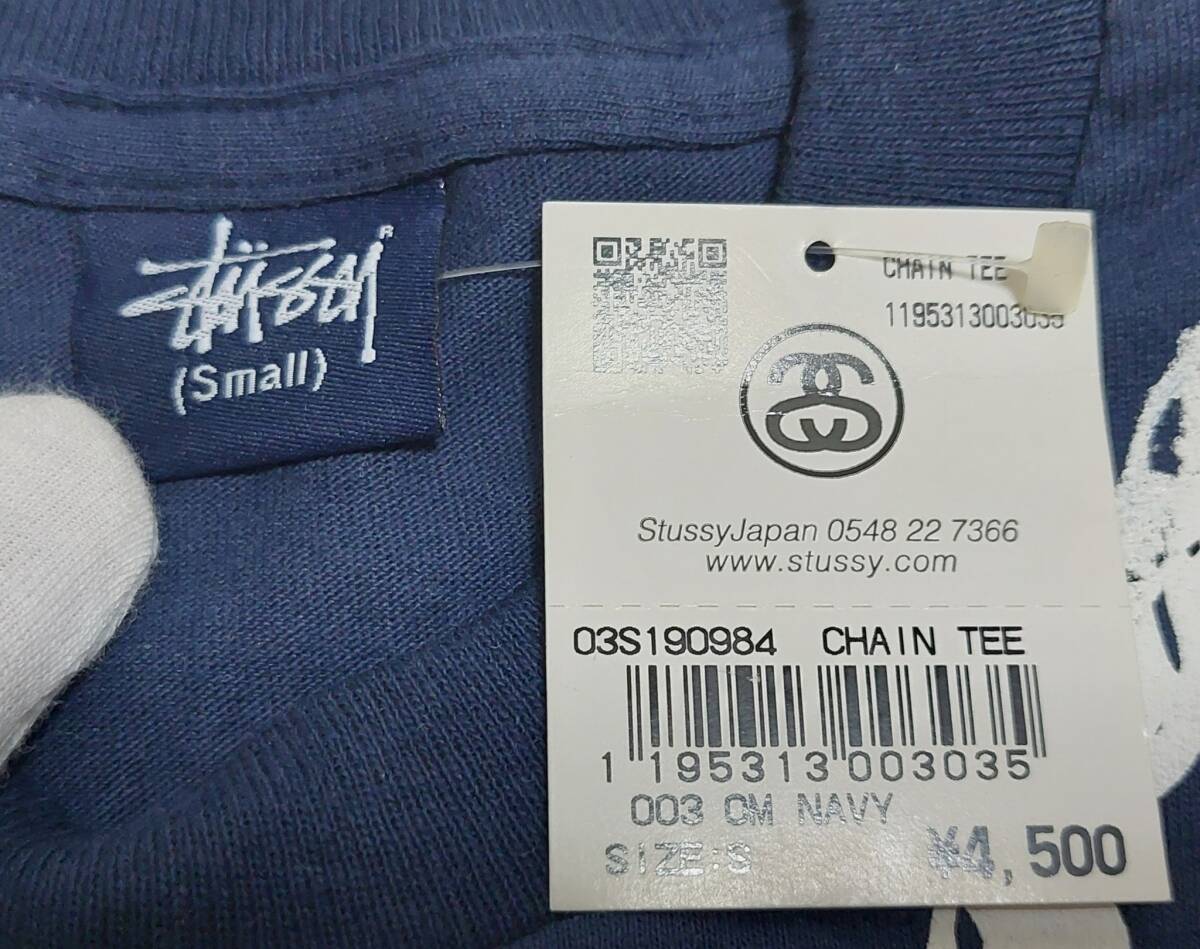 STÜSSY ®
(Small)
CHAIN TEE
1195313003035
StussyJapan 0548 22 7366
www.stussy.com
03S190984 CHAIN TEE
1 195313 003035
003 OM NAVY
SIZE:S
¥4,500